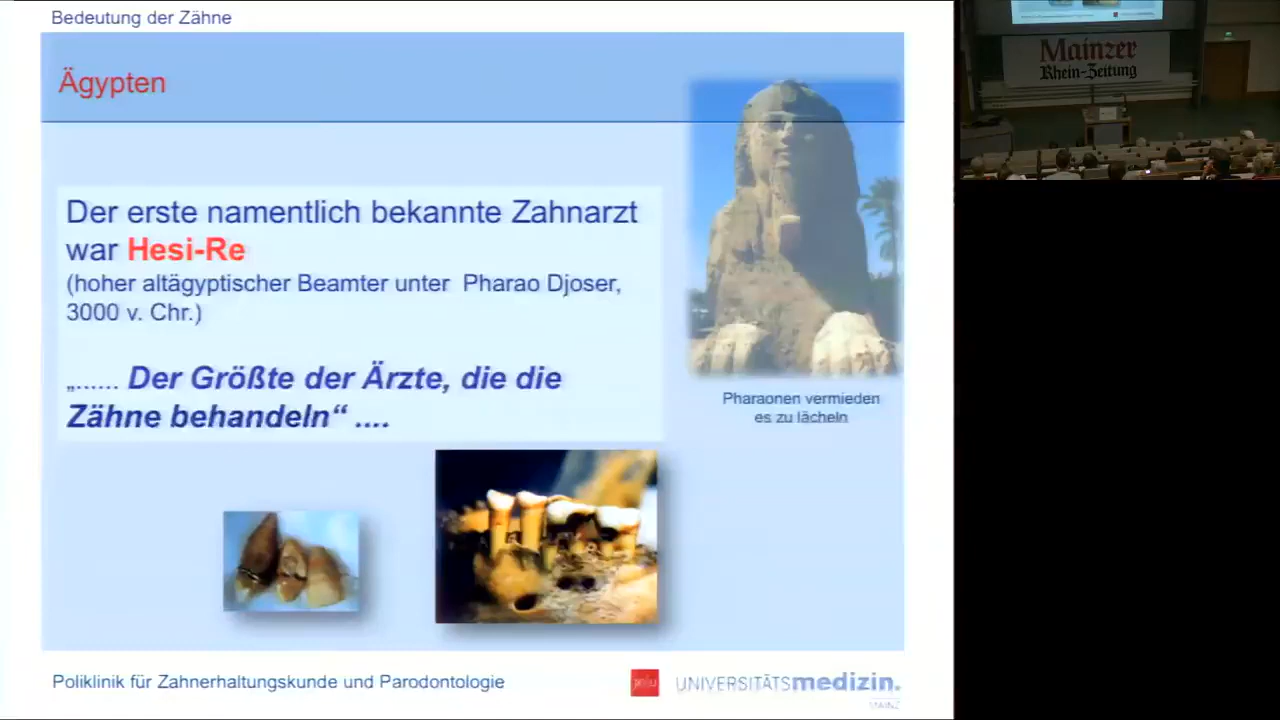 Bedeutung der Zähne
Ägypten
Der erste namentlich bekannte Zahnarzt
war Hesi-Re
(hoher altägyptischer Beamter unter Pharao Djoser,
3000 v. Chr.)
„...... Der Größte der Ärzte, die die
Zähne behandeln“ ....
Pharaonen vermieden
es zu lächeln
Poliklinik für Zahnerhaltungskunde und Parodontologie
UNIVERSITÄTSmedizin.
MAINZ
Mainzer
Rhein-Zeitung